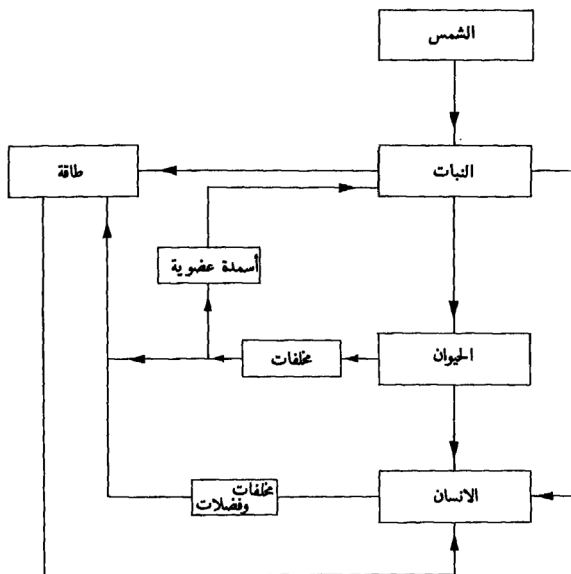 الشمس
النبات
طاقة
أسمدة عضوية
الحيوان
مخلفات
الانسان
مخلفات
وفضلات